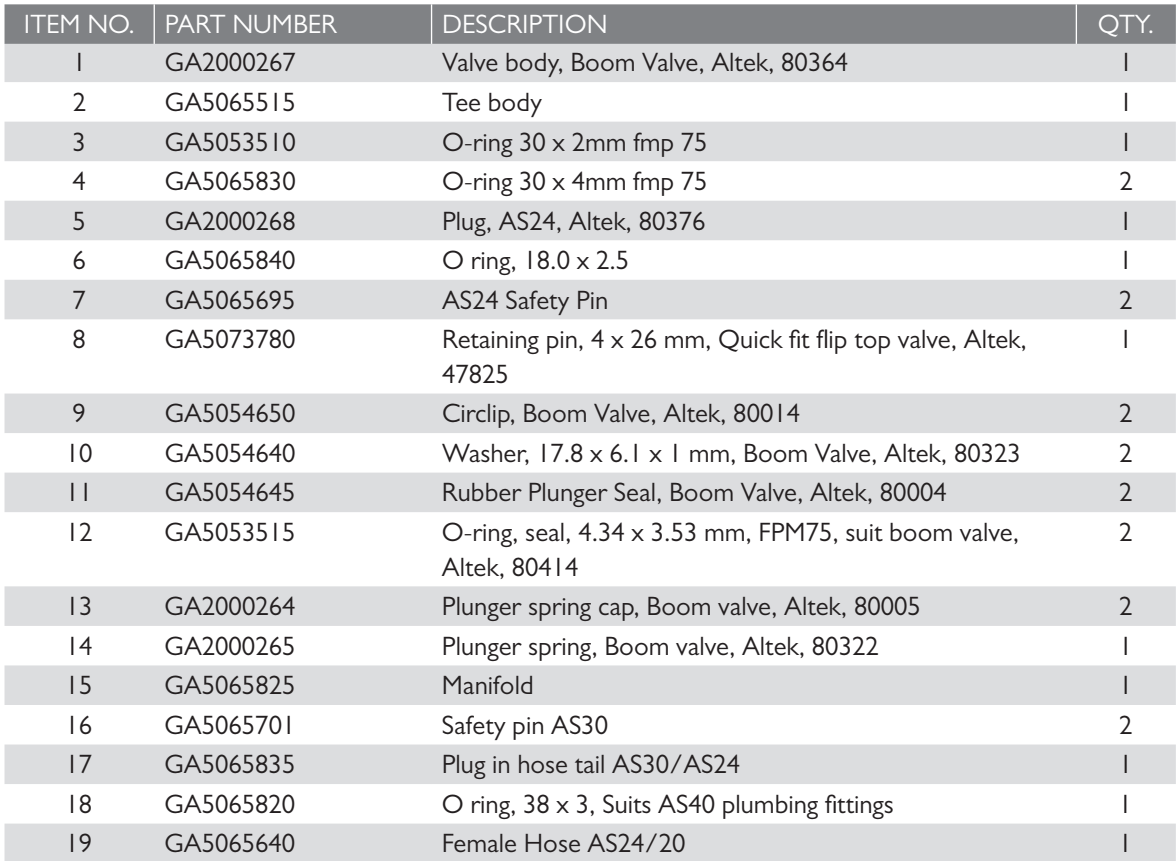 ITEM NO. PART NUMBER DESCRIPTION QTY.
1 GA2000267 Valve body, Boom Valve, Altek, 80364 1
2 GA5065515 Tee body 1
3 GA5053510 O-ring 30 x 2mm fmp 75 1
4 GA5065830 O-ring 30 x 4mm fmp 75 2
5 GA2000268 Plug, AS24, Altek, 80376 1
6 GA5065840 O ring, 18.0 x 2.5 1
7 GA5065695 AS24 Safety Pin 2
8 GA5073780 Retaining pin, 4 x 26 mm, Quick fit flip top valve, Altek, 1
47825
9 GA5054650 Circlip, Boom Valve, Altek, 80014 2
10 GA5054640 Washer, 17.8 x 6.1 x 1 mm, Boom Valve, Altek, 80323 2
11 GA5054645 Rubber Plunger Seal, Boom Valve, Altek, 80004 2
12 GA5053515 O-ring, seal, 4.34 x 3.53 mm, FPM75, suit boom valve, 2
Altek, 80414
13 GA2000264 Plunger spring cap, Boom valve, Altek, 80005 2
14 GA2000265 Plunger spring, Boom valve, Altek, 80322 1
15 GA5065825 Manifold 1
16 GA5065701 Safety pin AS30 2
17 GA5065835 Plug in hose tail AS30/AS24 1
18 GA5065820 O ring, 38 x 3, Suits AS40 plumbing fittings 1
19 GA5065640 Female Hose AS24/20 1